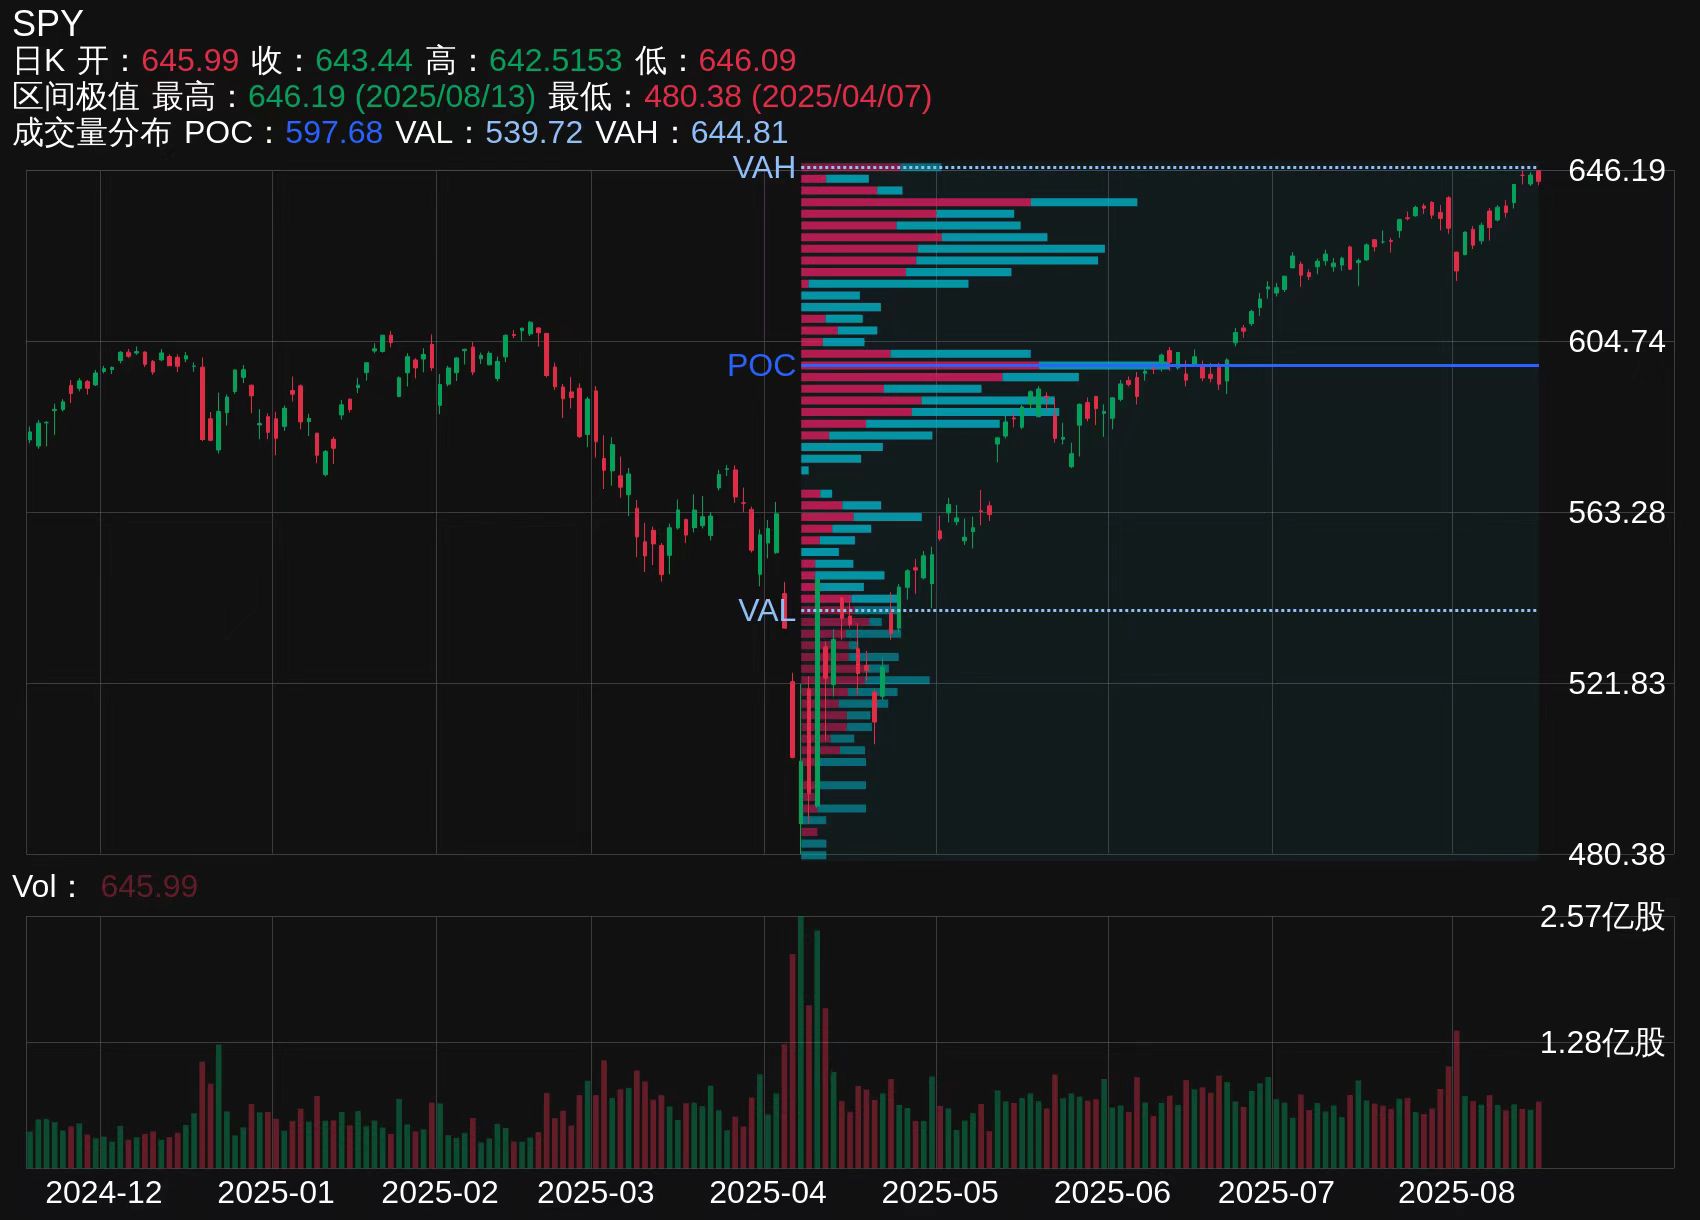 SPY
日K 开：645.99 收：643.44 高：642.5153 低：646.09
区间极值 最高：646.19 (2025/08/13) 最低：480.38 (2025/04/07)
成交量分布 POC：597.68 VAL：539.72 VAH：644.81
VAH
646.19
604.74
POC
563.28
VAL
521.83
480.38
Vol： 645.99
2.57亿股
1.28亿股
2024-12 2025-01 2025-02 2025-03 2025-04 2025-05 2025-06 2025-07 2025-08